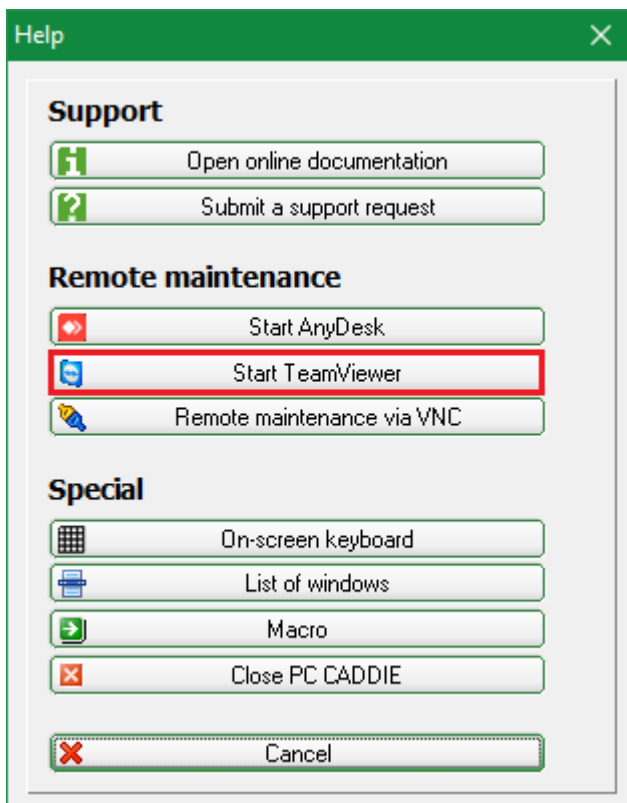 Help
Support
Open online documentation
Submit a support request
Remote maintenance
Start AnyDesk
Start TeamViewer
Remote maintenance via VNC
Special
On-screen keyboard
List of windows
Macro
Close PC CADDIE
Cancel